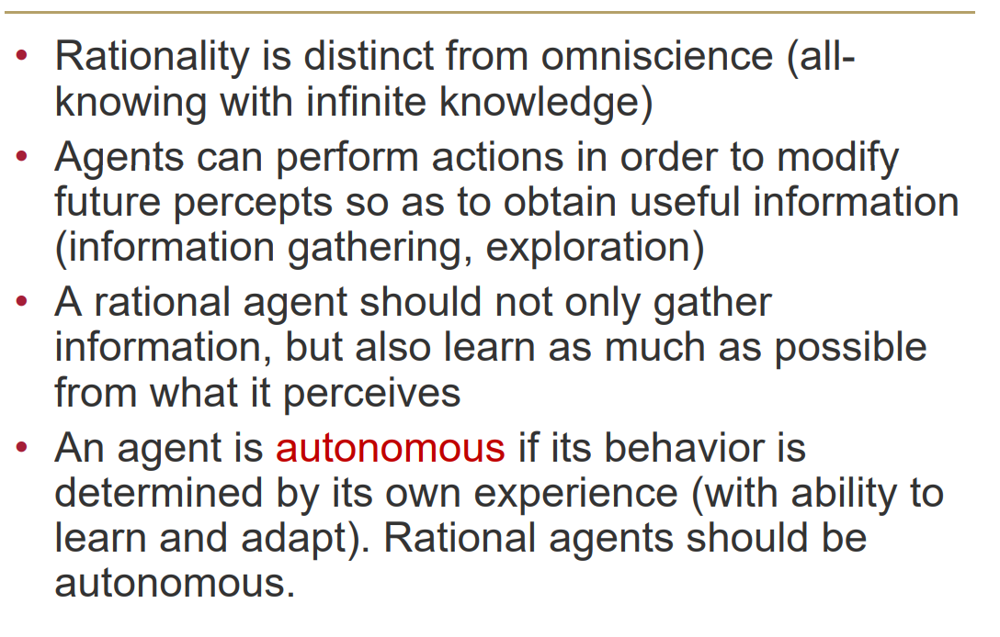 • Rationality is distinct from omniscience (all-
knowing with infinite knowledge)
• Agents can perform actions in order to modify
future percepts so as to obtain useful information
(information gathering, exploration)
• A rational agent should not only gather
information, but also learn as much as possible
from what it perceives
• An agent is autonomous if its behavior is
determined by its own experience (with ability to
learn and adapt). Rational agents should be
autonomous.